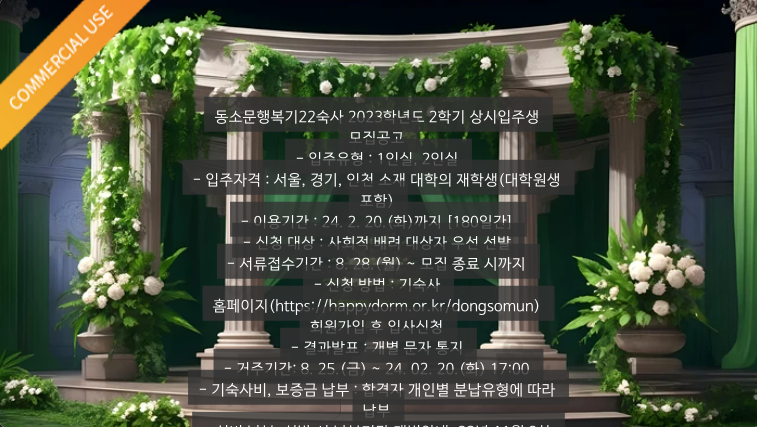 COMMERCIAL USE
동소문행복기22숙사 2023학년도 2학기 상시입주생
모집공고
- 입주유형 : 1인실, 2인실
- 입주자격 : 서울, 경기, 인천 소재 대학의 재학생(대학원생
포함)
- 이용기간 : 24. 2. 20.(화)까지 [180일간]
- 신청 대상 : 사회적 배려 대상자 우선 선발
- 서류접수기간 : 8. 28.(월) ~ 모집 종료 시까지
- 신청 방법 : 기숙사
홈페이지(https://happydorm.or.kr/dongsomun)
회원가입 후 입사신청
- 결과발표 : 개별 문자 통지
- 거주기간: 8. 25.(금) ~ 24. 02. 20.(화) 17:00
- 기숙사비, 보증금 납부 : 합격자 개인별 분납유형에 따라
납부